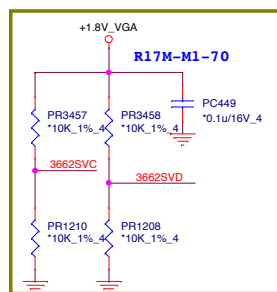 +1.8V_VGA
R17M-M1-70
PR3457
*10K_1%_4
PR3458
*10K_1%_4
PC449
*0.1u/16V_4
3662SVC
3662SVD
PR1210
*10K_1%_4
PR1208
*10K_1%_4